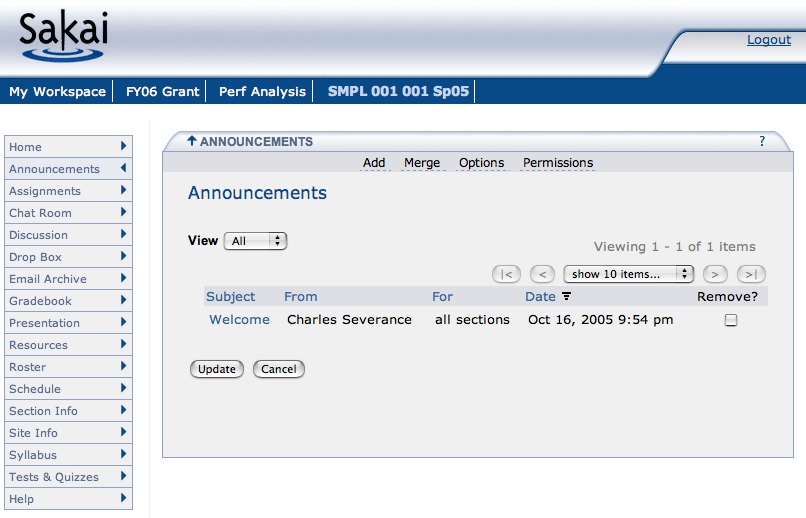 Sakai
Logout
My Workspace FY06 Grant Perf Analysis SMPL 001 001 Sp05
Home
Announcements
Assignments
Chat Room
Discussion
Drop Box
Email Archive
Gradebook
Presentation
Resources
Roster
Schedule
Section Info
Site Info
Syllabus
Tests & Quizzes
Help
ANNOUNCEMENTS ?
Add Merge Options Permissions
Announcements
View All
Viewing 1 - 1 of 1 items
|< < show 10 items... > >|
Subject From For Date Remove?
Welcome Charles Severance all sections Oct 16, 2005 9:54 pm
Update Cancel